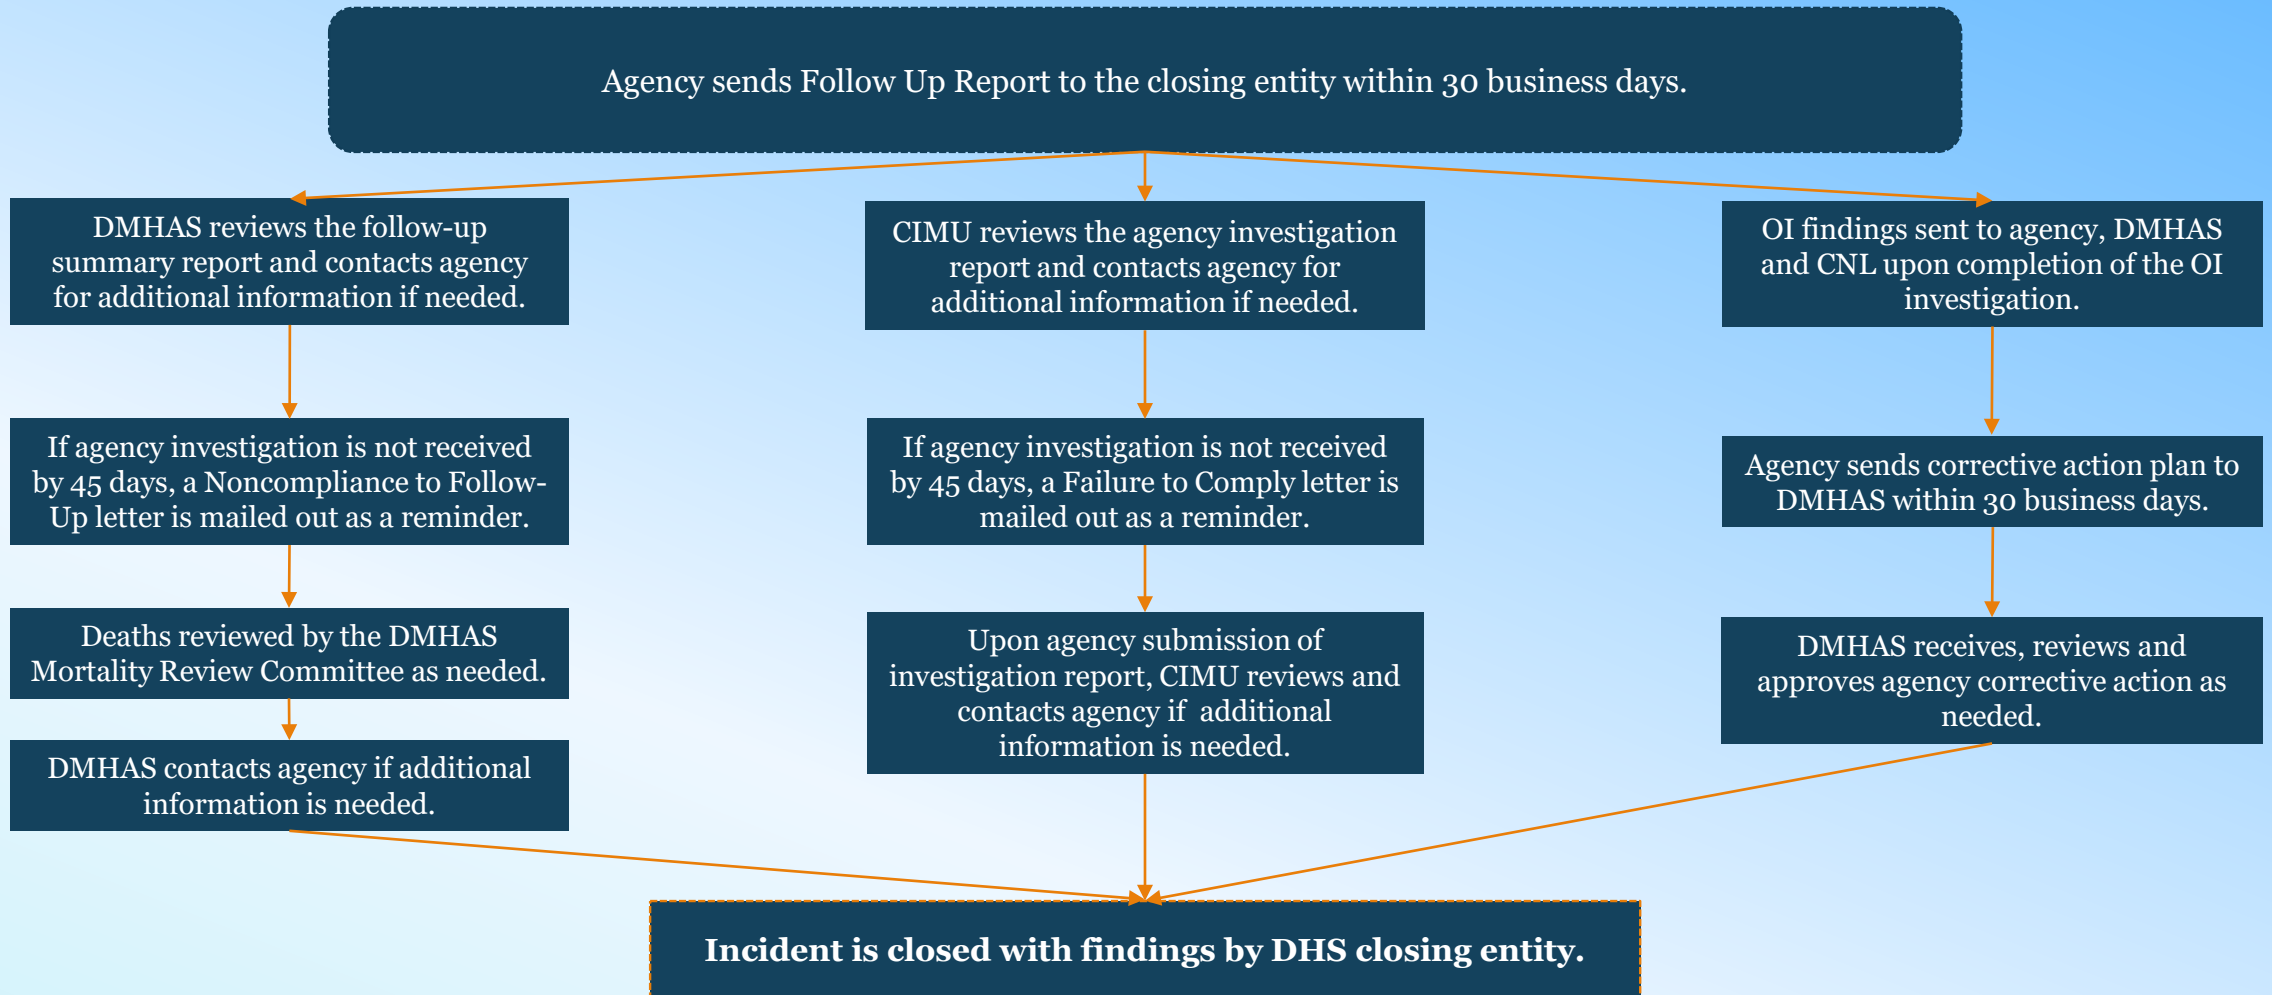 Agency sends Follow Up Report to the closing entity within 30 business days.
DMHAS reviews the follow-up
summary report and contacts agency
for additional information if needed.
If agency investigation is not received
by 45 days, a Noncompliance to Follow-
Up letter is mailed out as a reminder.
Deaths reviewed by the DMHAS
Mortality Review Committee as needed.
DMHAS contacts agency if additional
information is needed.
CIMU reviews the agency investigation
report and contacts agency for
additional information if needed.
If agency investigation is not received
by 45 days, a Failure to Comply letter is
mailed out as a reminder.
Upon agency submission of
investigation report, CIMU reviews and
contacts agency if  additional
information is needed.
OI findings sent to agency, DMHAS
and CNL upon completion of the OI
investigation.
Agency sends corrective action plan to
DMHAS within 30 business days.
DMHAS receives, reviews and
approves agency corrective action as
needed.
Incident is closed with findings by DHS closing entity.